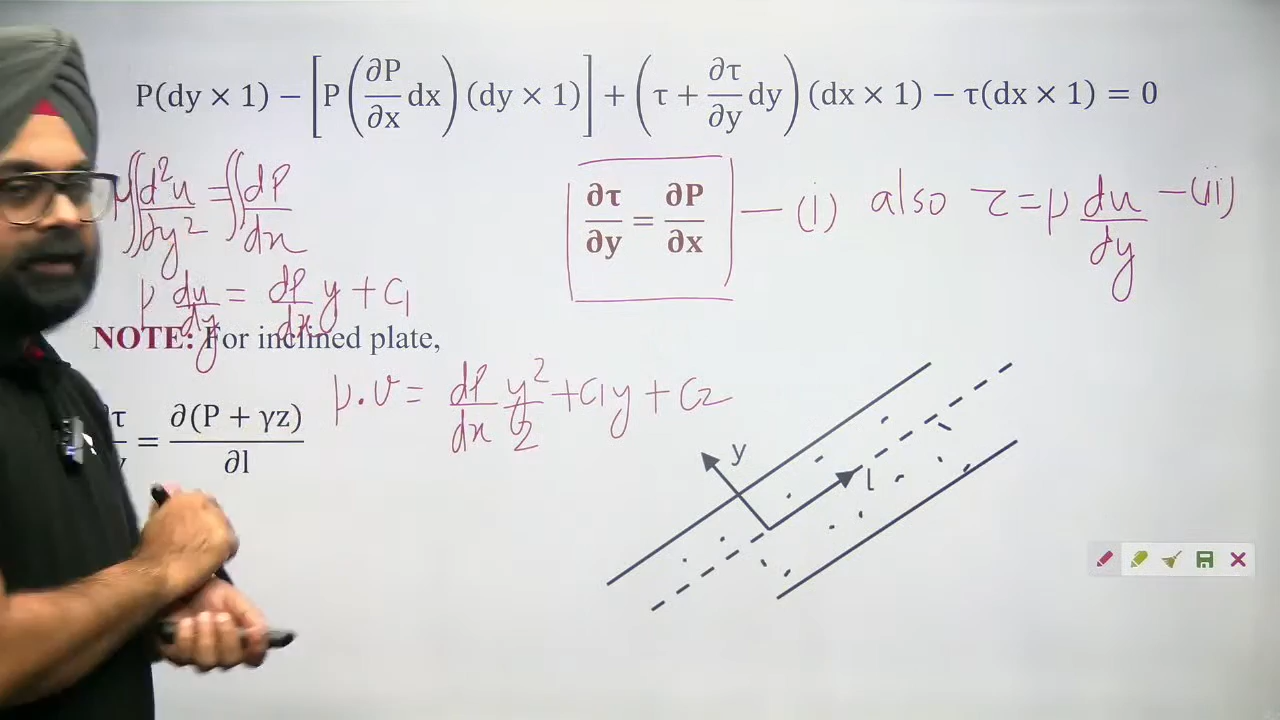 P(dy × 1) − [P(∂P/∂x dx)(dy × 1)] + (τ + ∂τ/∂y dy)(dx × 1) − τ(dx × 1) = 0
μ∬d²u/∂y² = ∬dP/dx
∂τ/∂y = ∂P/∂x — (i) also τ = μ du/dy — (ii)
μ du/dy = dP/dx y + C1
NOTE: For inclined plate,
μ.v = dP/dx y²/2 + C1y + C2
∂τ/ = ∂(P + γz)/∂l
y
l